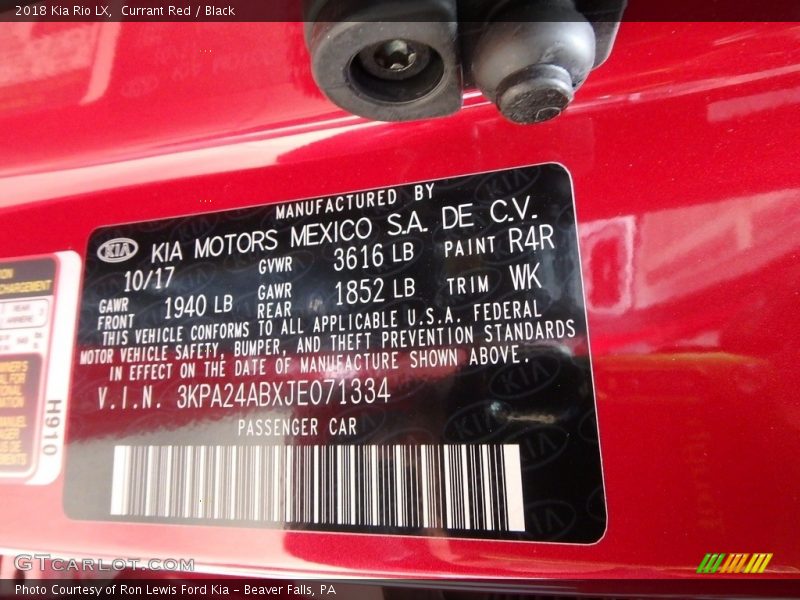 2018 Kia Rio LX,  Currant Red / Black
MANUFACTURED BY
KIA KIA MOTORS MEXICO S.A. DE C.V.
10/17 GVWR 3616 LB PAINT R4R
GAWR FRONT 1940 LB GAWR REAR 1852 LB TRIM WK
THIS VEHICLE CONFORMS TO ALL APPLICABLE U.S.A. FEDERAL
MOTOR VEHICLE SAFETY, BUMPER, AND THEFT PREVENTION STANDARDS
IN EFFECT ON THE DATE OF MANUFACTURE SHOWN ABOVE.
V.I.N. 3KPA24ABXJE071334
PASSENGER CAR
H910
GTCarLot.com
Photo Courtesy of Ron Lewis Ford Kia - Beaver Falls, PA